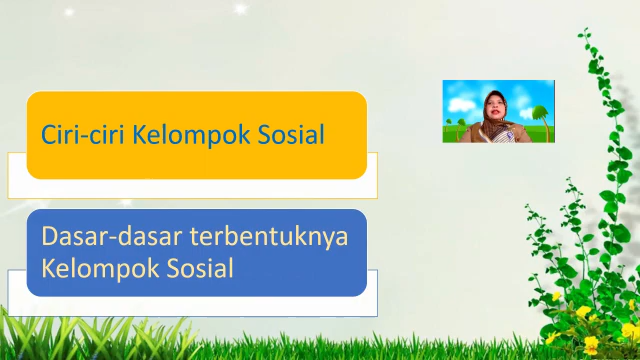 Ciri-ciri Kelompok Sosial
Dasar-dasar terbentuknya
Kelompok Sosial